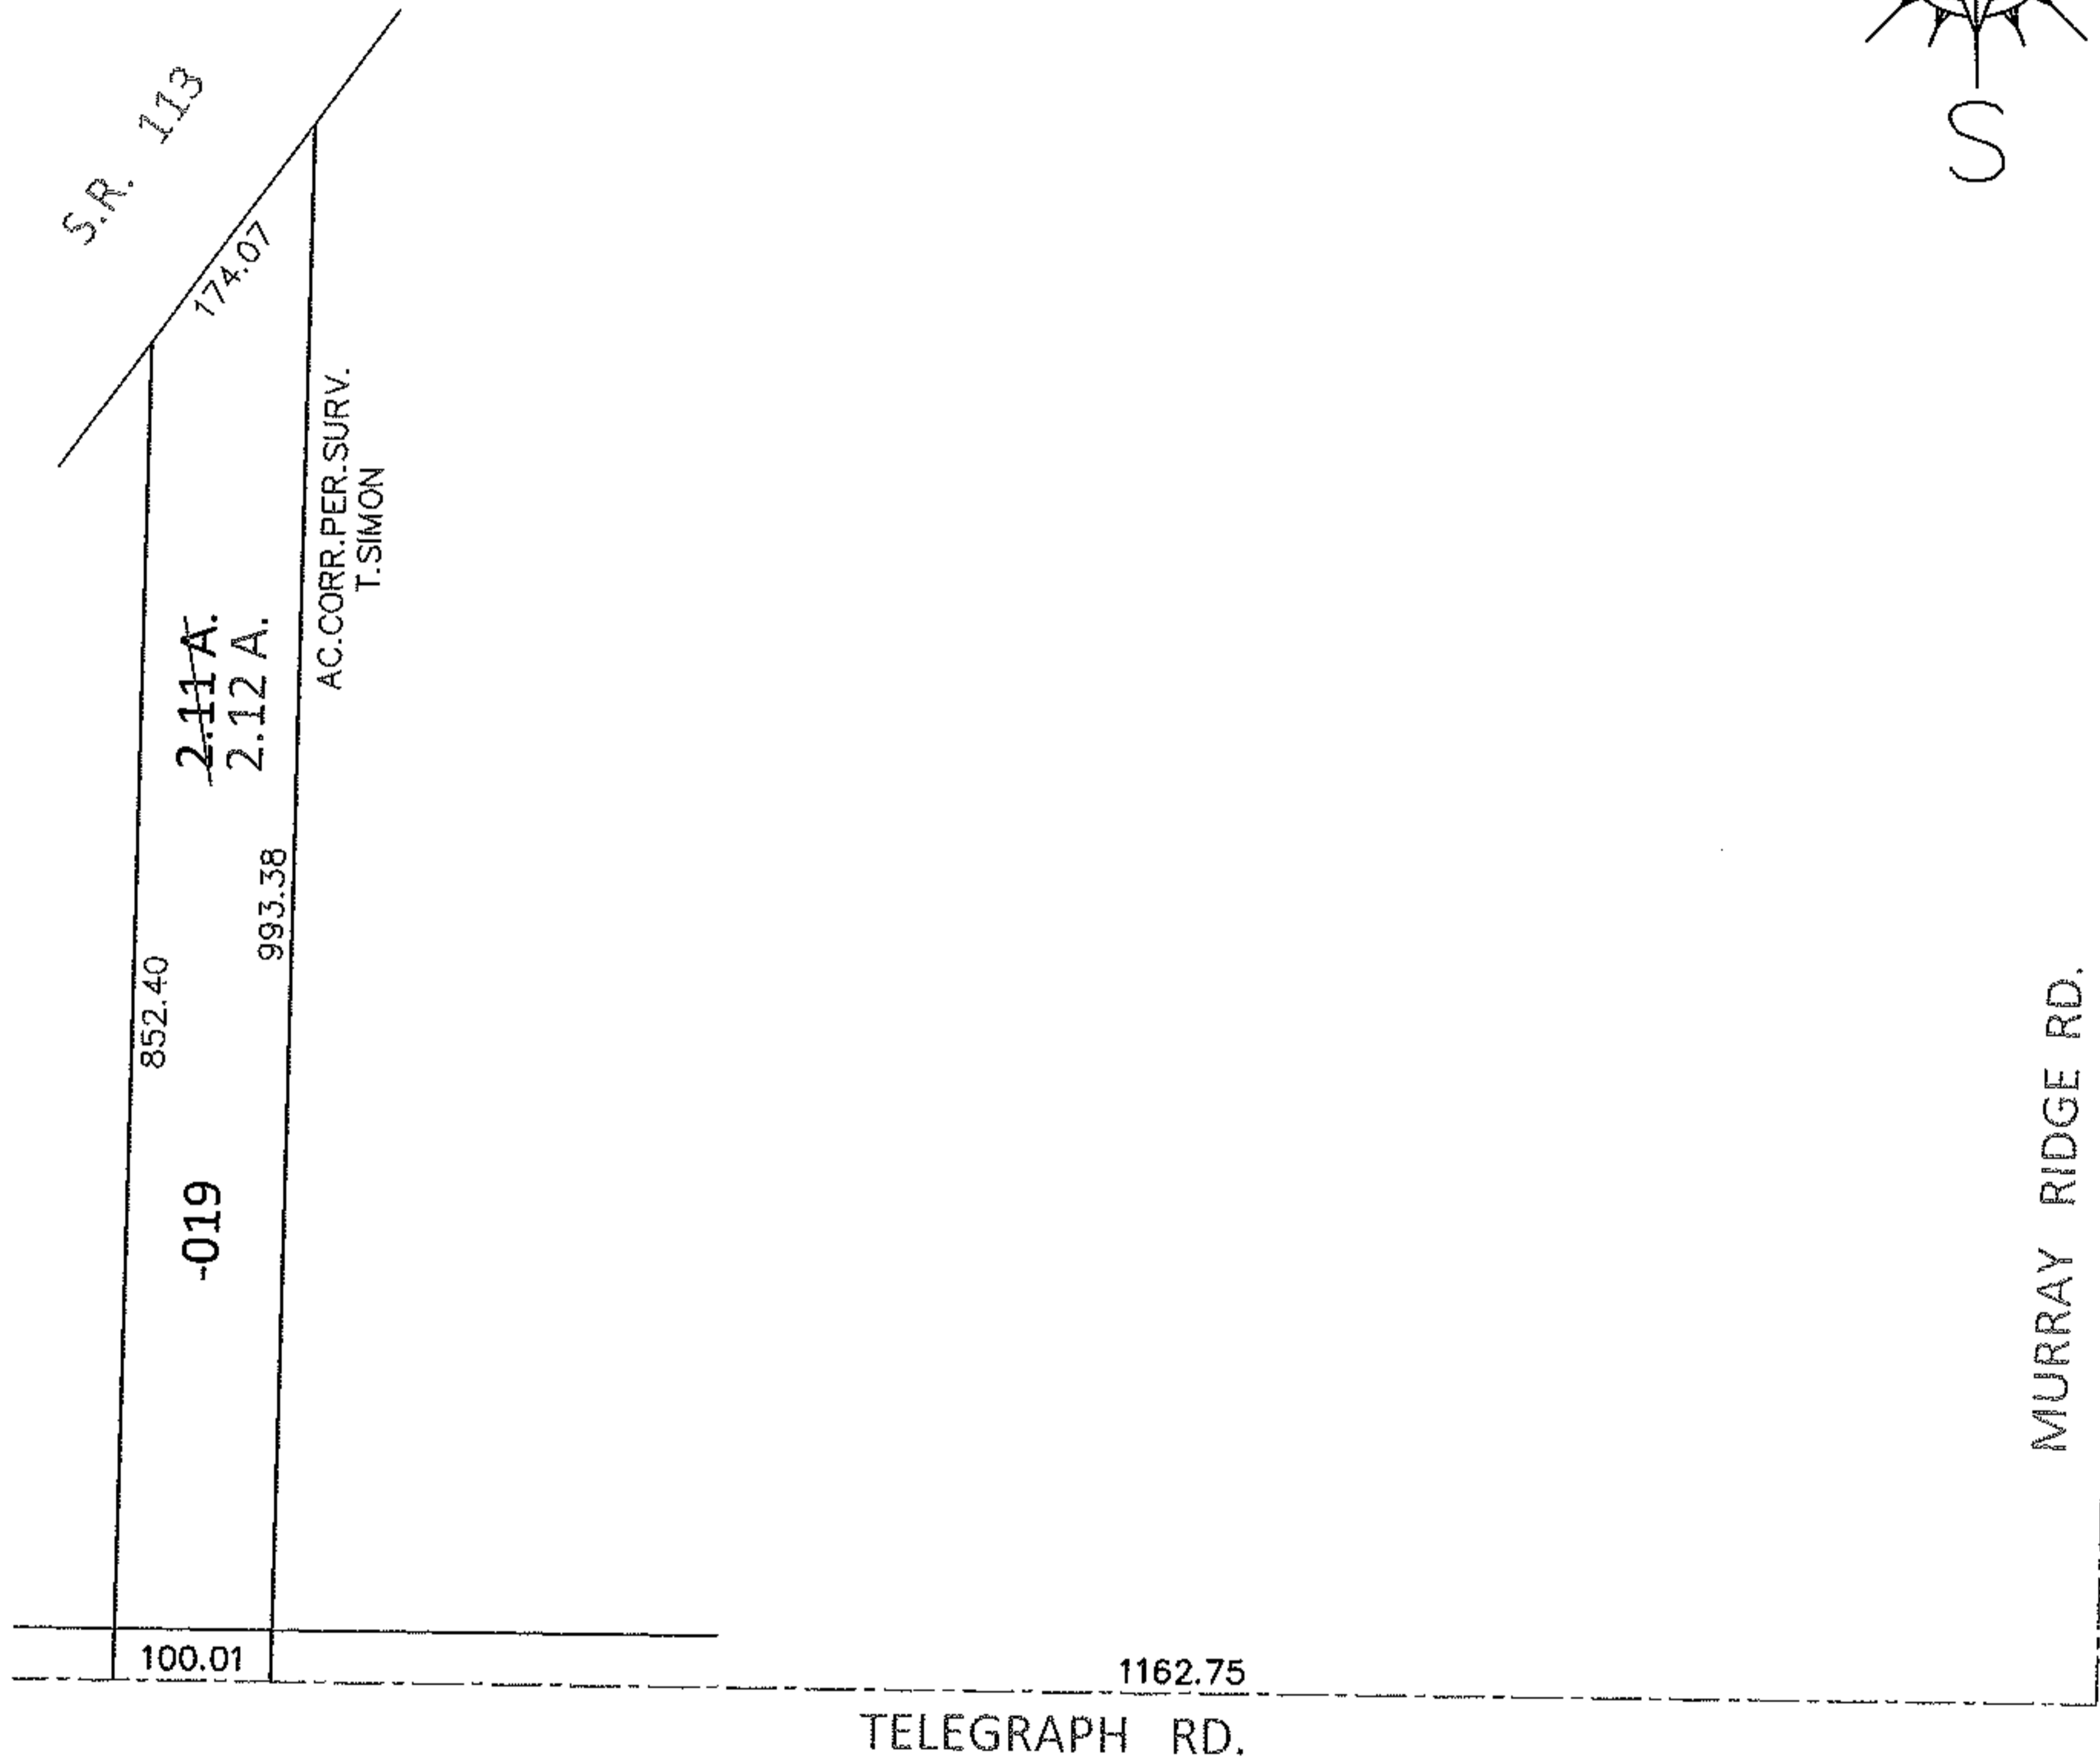 S
S.R. 113
174.07
AC.CORR.PER.SURV.
T.SIMON
2.11 A.
2.12 A.
993.38
852.40
-019
MURRAY RIDGE RD.
100.01
1162.75
TELEGRAPH RD.